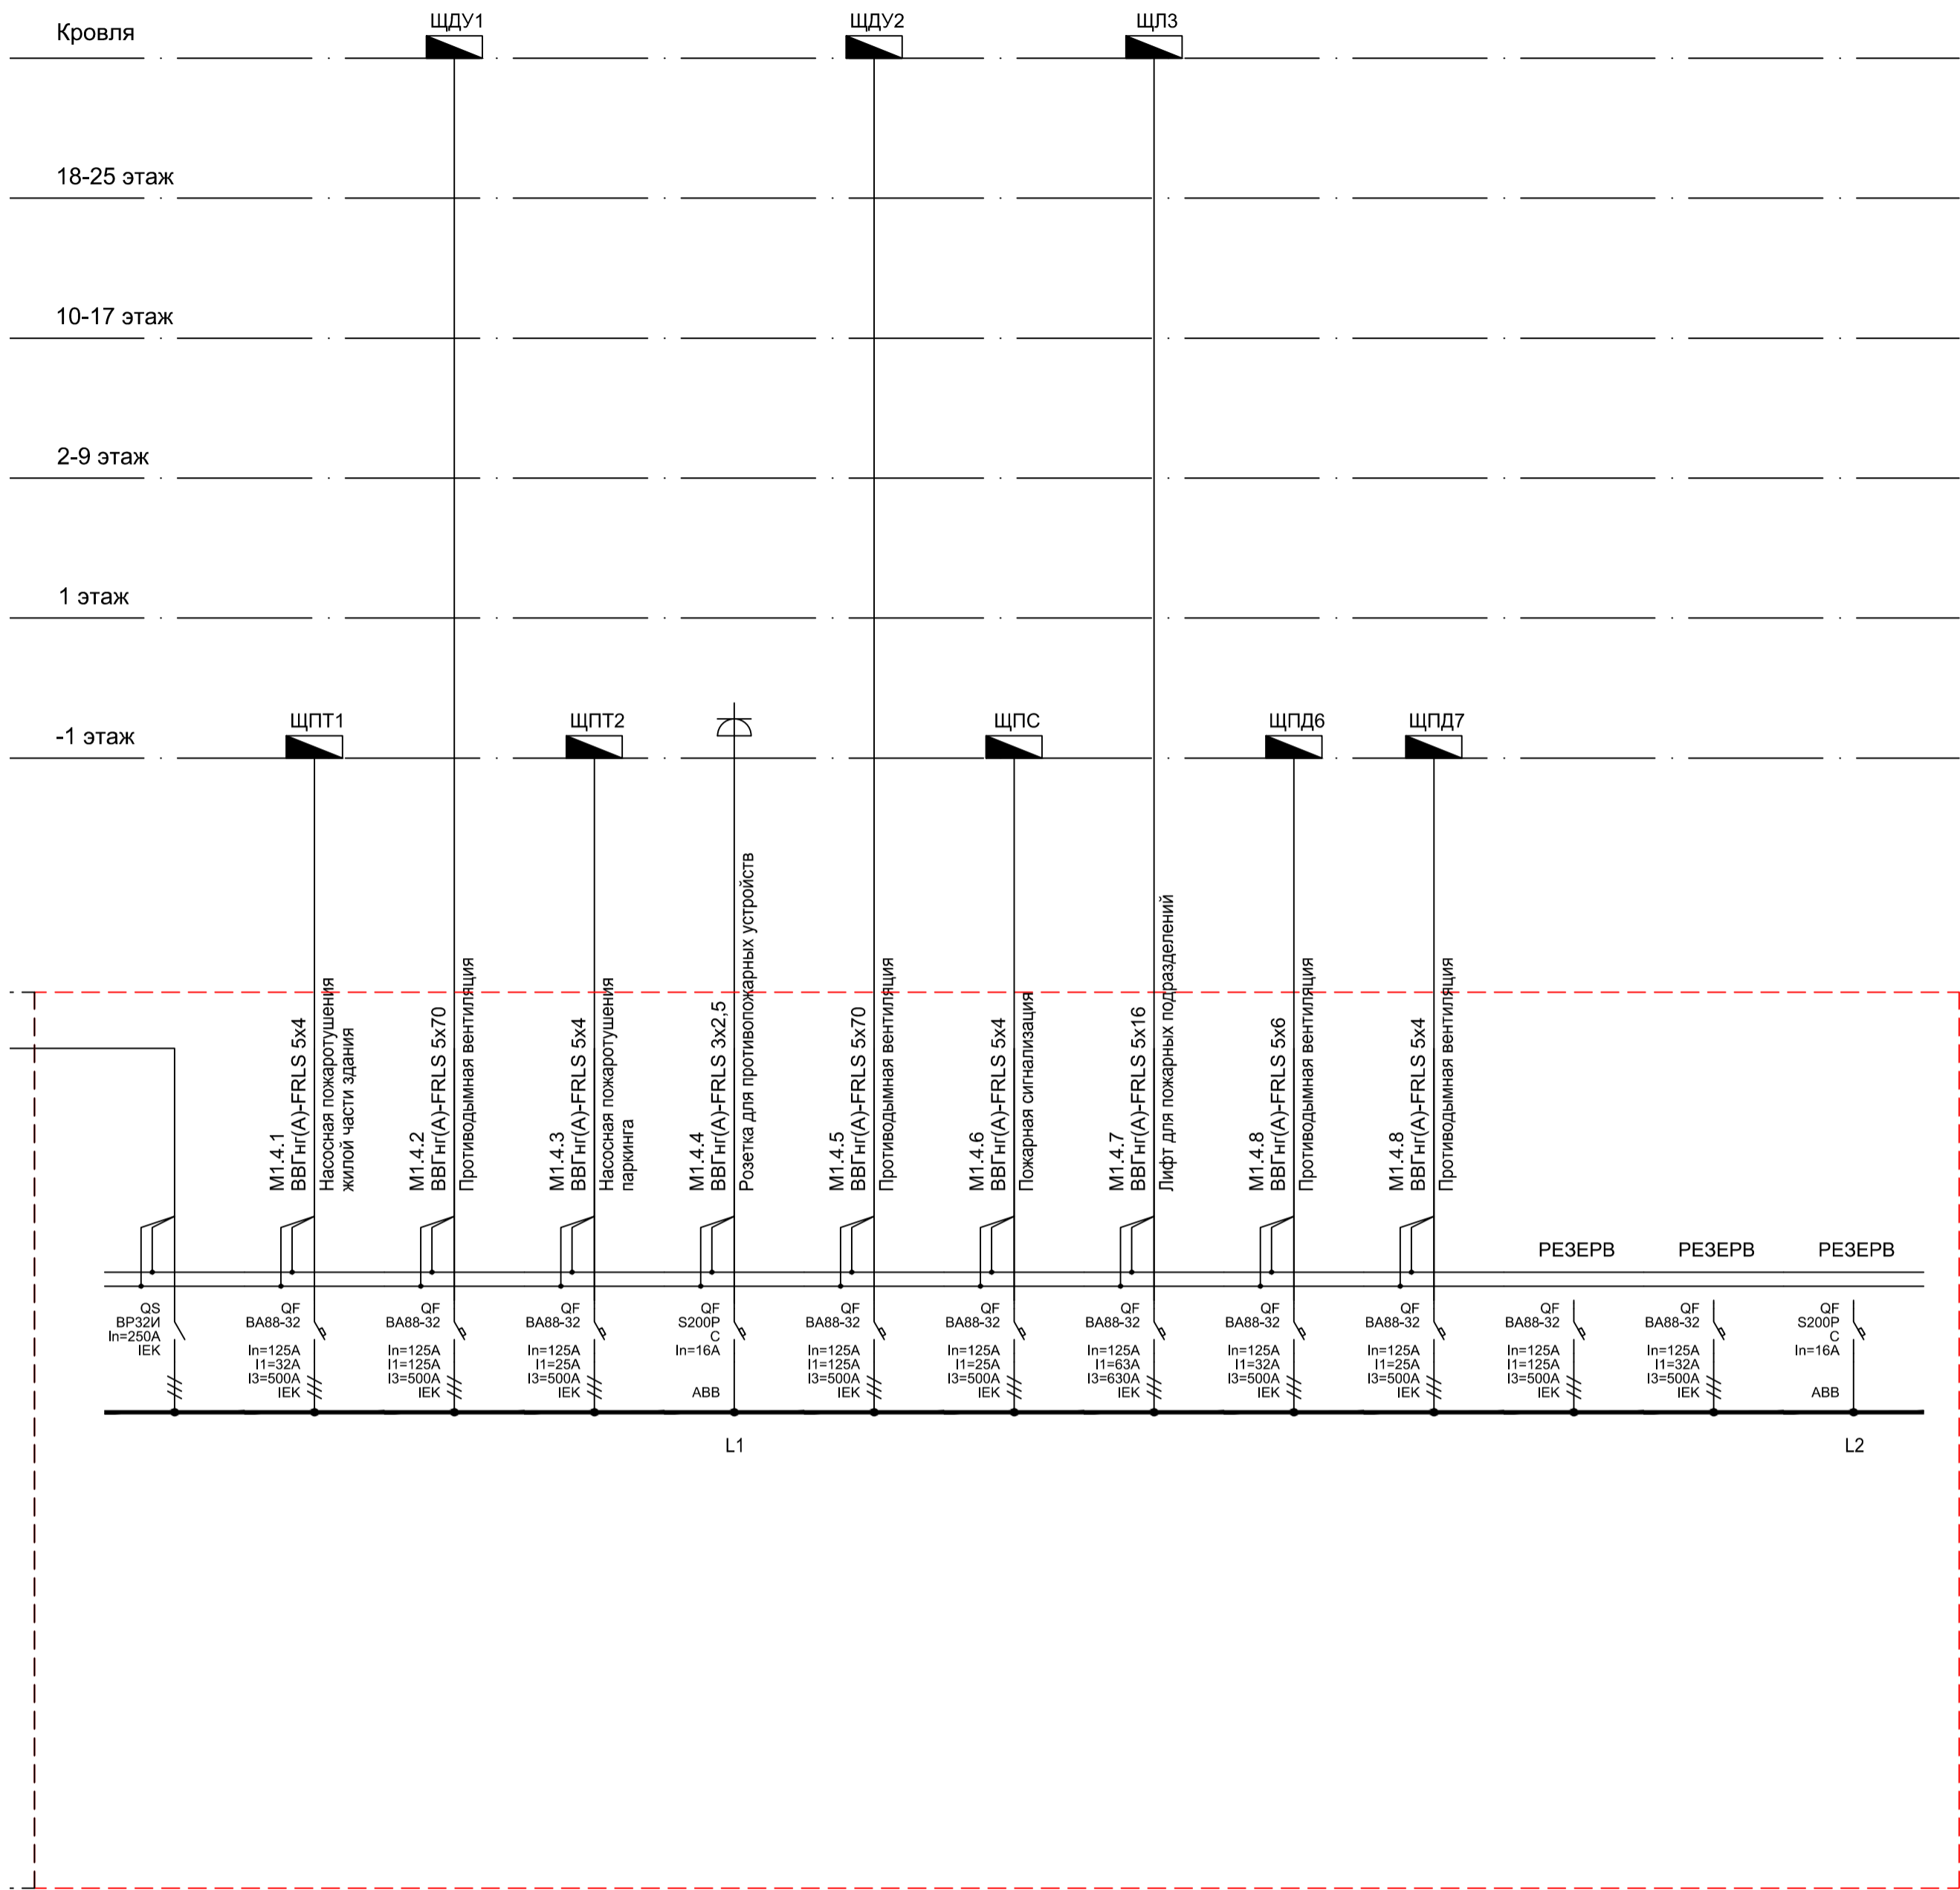 ЩДУ1
ЩДУ2
ЩЛ3
Кровля
18-25 этаж
10-17 этаж
2-9 этаж
1 этаж
ЩПТ1
ЩПТ2
ЩПС
ЩПД6
ЩПД7
-1 этаж
М1.4.1
ВВГнг(А)-FRLS 5х4
Насосная пожаротушения
жилой части здания
М1.4.2
ВВГнг(А)-FRLS 5х70
Противодымная вентиляция
М1.4.3
ВВГнг(А)-FRLS 5х4
Насосная пожаротушения
паркинга
М1.4.4
ВВГнг(А)-FRLS 3х2,5
Розетка для противопожарных устройств
М1.4.5
ВВГнг(А)-FRLS 5х70
Противодымная вентиляция
М1.4.6
ВВГнг(А)-FRLS 5х4
Пожарная сигнализация
М1.4.7
ВВГнг(А)-FRLS 5х16
Лифт для пожарных подразделений
М1.4.8
ВВГнг(А)-FRLS 5х6
Противодымная вентиляция
М1.4.8
ВВГнг(А)-FRLS 5х4
Противодымная вентиляция
РЕЗЕРВ
РЕЗЕРВ
РЕЗЕРВ
QS
ВР32И
In=250A
IEK
QF
ВА88-32
In=125A
I1=32A
I3=500A
IEK
QF
ВА88-32
In=125A
I1=125A
I3=500A
IEK
QF
ВА88-32
In=125A
I1=25A
I3=500A
IEK
QF
S200P
C
In=16A
ABB
QF
ВА88-32
In=125A
I1=125A
I3=500A
IEK
QF
ВА88-32
In=125A
I1=25A
I3=500A
IEK
QF
ВА88-32
In=125A
I1=63A
I3=630A
IEK
QF
ВА88-32
In=125A
I1=32A
I3=500A
IEK
QF
ВА88-32
In=125A
I1=25A
I3=500A
IEK
QF
ВА88-32
In=125A
I1=125A
I3=500A
IEK
QF
ВА88-32
In=125A
I1=32A
I3=500A
IEK
QF
S200P
C
In=16A
ABB
L1
L2